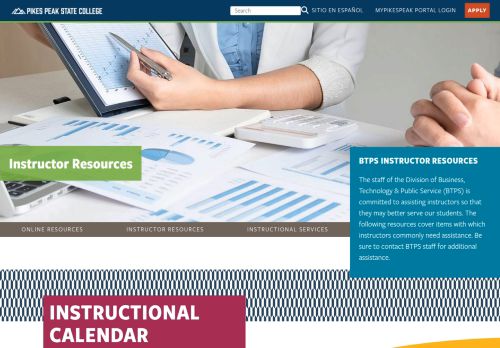 PIKES PEAK STATE COLLEGE
Search
SITIO EN ESPAÑOL
MYPIKESPEAK PORTAL LOGIN
APPLY
Instructor Resources
BTPS INSTRUCTOR RESOURCES
The staff of the Division of Business,
Technology & Public Service (BTPS) is
committed to assisting instructors so that
they may better serve our students. The
following resources cover items with which
instructors commonly need assistance. Be
sure to contact BTPS staff for additional
assistance.
ONLINE RESOURCES
INSTRUCTOR RESOURCES
INSTRUCTIONAL SERVICES
INSTRUCTIONAL
CALENDAR